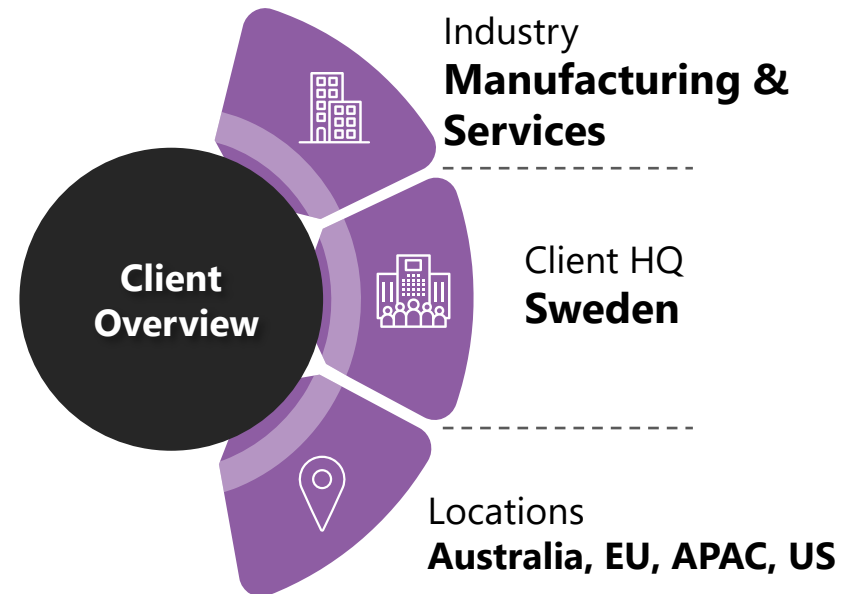 Industry
Manufacturing &
Services
Client
Overview
Client HQ
Sweden
Locations
Australia, EU, APAC, US